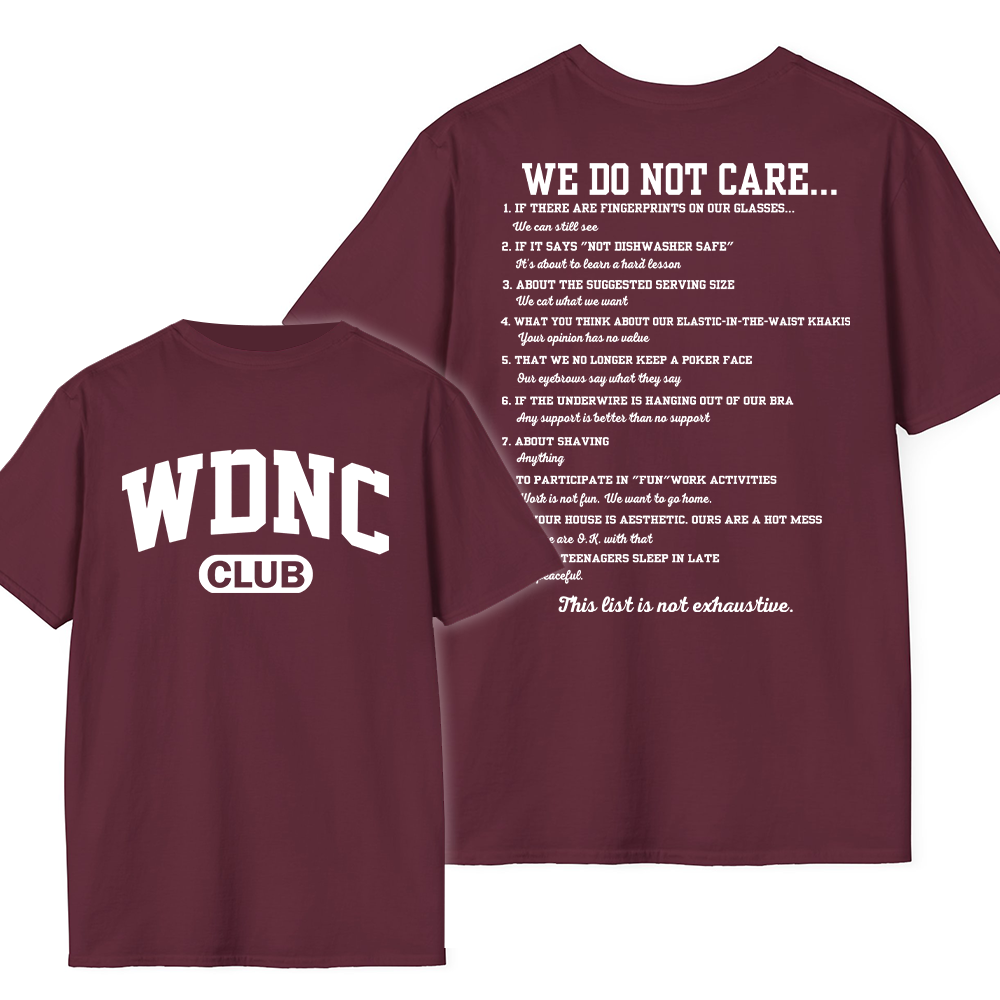 WDNC
CLUB
WE DO NOT CARE...
1. IF THERE ARE FINGERPRINTS ON OUR GLASSES...
We can still see
2. IF IT SAYS "NOT DISHWASHER SAFE"
It's about to learn a hard lesson
3. ABOUT THE SUGGESTED SERVING SIZE
We eat what we want
4. WHAT YOU THINK ABOUT OUR ELASTIC-IN-THE-WAIST KHAKIS
Your opinion has no value
5. THAT WE NO LONGER KEEP A POKER FACE
Our eyebrows say what they say
6. IF THE UNDERWIRE IS HANGING OUT OF OUR BRA
Any support is better than no support
7. ABOUT SHAVING
Anything
TO PARTICIPATE IN "FUN"WORK ACTIVITIES
Work is not fun. We want to go home.
YOUR HOUSE IS AESTHETIC. OURS ARE A HOT MESS
are O.K. with that
TEENAGERS SLEEP IN LATE
peaceful.
This list is not exhaustive.